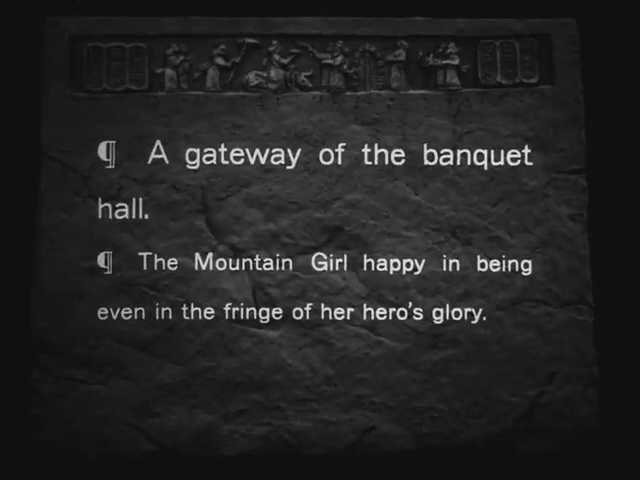 ¶ A gateway of the banquet
hall.
¶ The Mountain Girl happy in being
even in the fringe of her hero's glory.